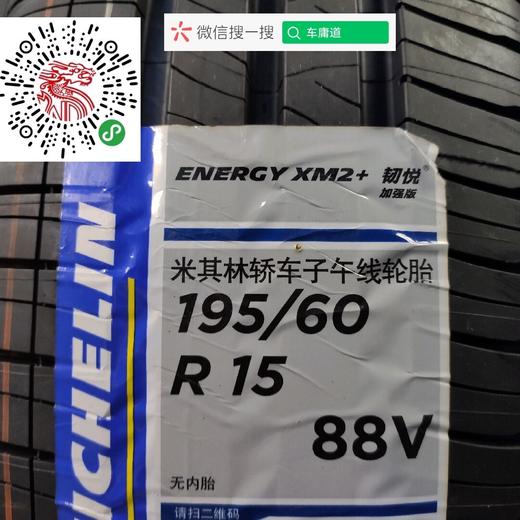 微信搜一搜
车庸道
ENERGY XM2+ 韧悦®
加强版
MICHELIN
米其林轿车子午线轮胎
195/60
R 15
88V
无内胎
请扫二维码